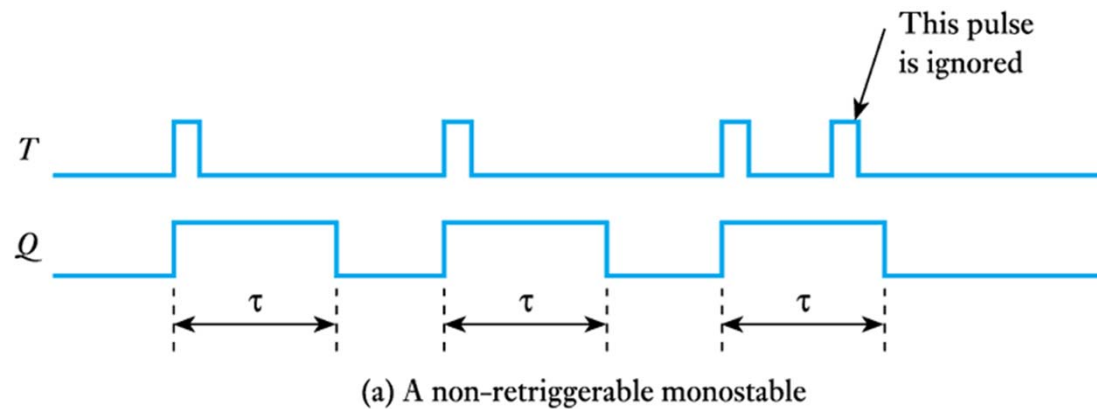 This pulse
is ignored
T
Q
τ τ τ
(a) A non-retriggerable monostable